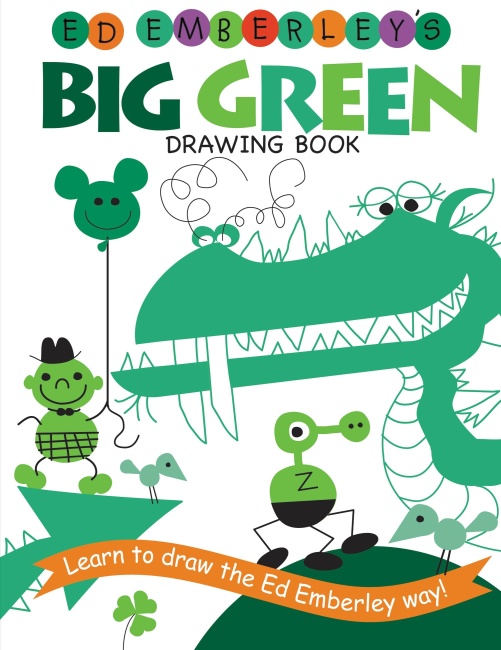 ED EMBERLEY'S
BIG GREEN
DRAWING BOOK
Z
Learn to draw the Ed Emberley way!